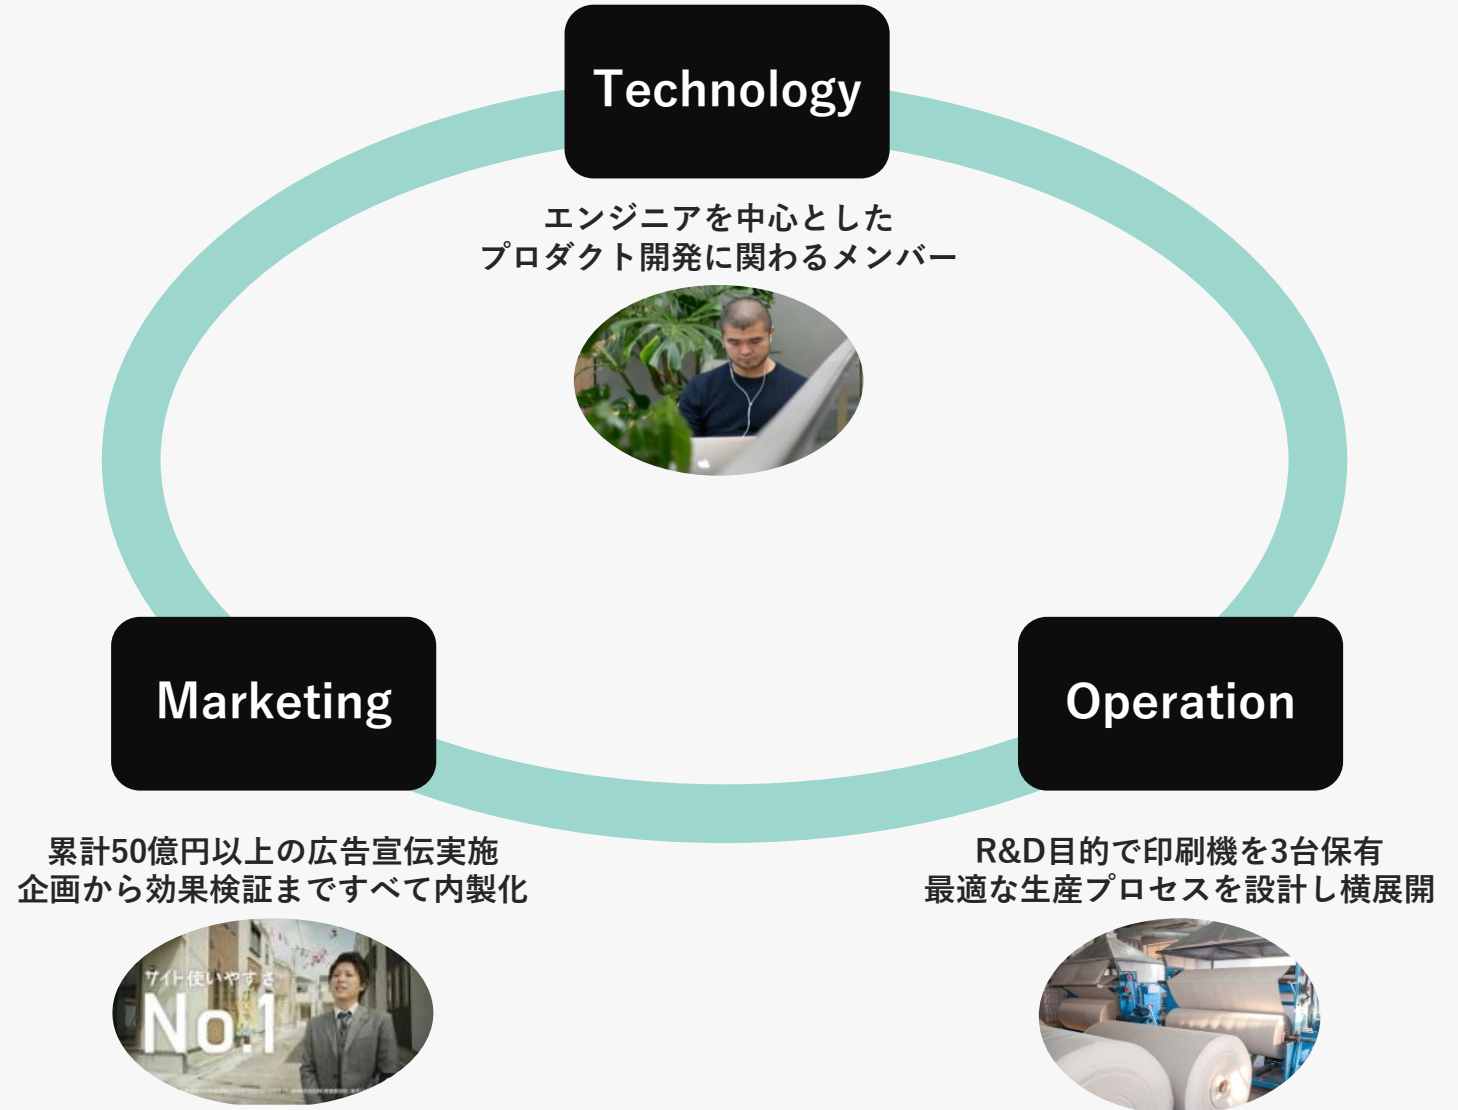 Technology
エンジニアを中心とした
プロダクト開発に関わるメンバー
Marketing
累計50億円以上の広告宣伝実施
企画から効果検証まですべて内製化
サイト使いやすさ
No.1
Operation
R&D目的で印刷機を3台保有
最適な生産プロセスを設計し横展開